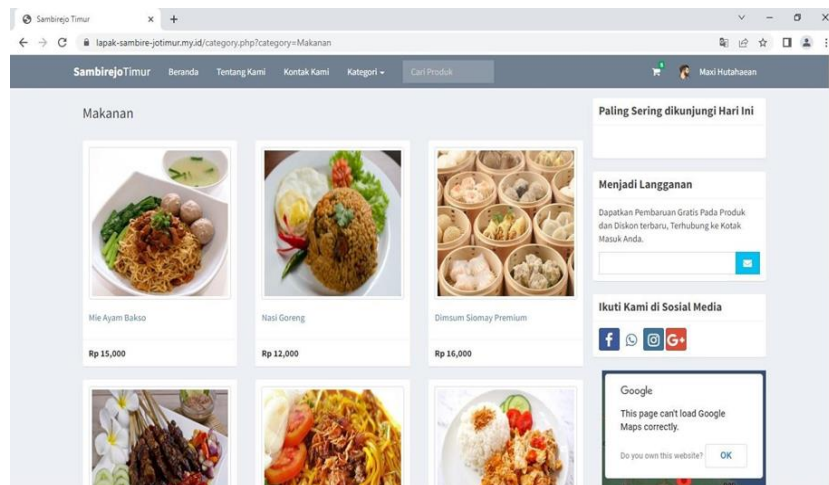 Sambirejo Timur
lapak-sambire-jotimur.my.id/category.php?category=Makanan
SambirejoTimur Beranda Tentang Kami Kontak Kami Kategori Cari Produk 0 Maxi Hutahaean
Makanan
Mie Ayam Bakso
Rp 15,000
Nasi Goreng
Rp 12,000
Dimsum Siomay Premium
Rp 16,000
Paling Sering dikunjungi Hari Ini
Menjadi Langganan
Dapatkan Pembaruan Gratis Pada Produk
dan Diskon terbaru, Terhubung ke Kotak
Masuk Anda.
Ikuti Kami di Sosial Media
f G+
Google
This page can't load Google
Maps correctly.
Do you own this website? OK